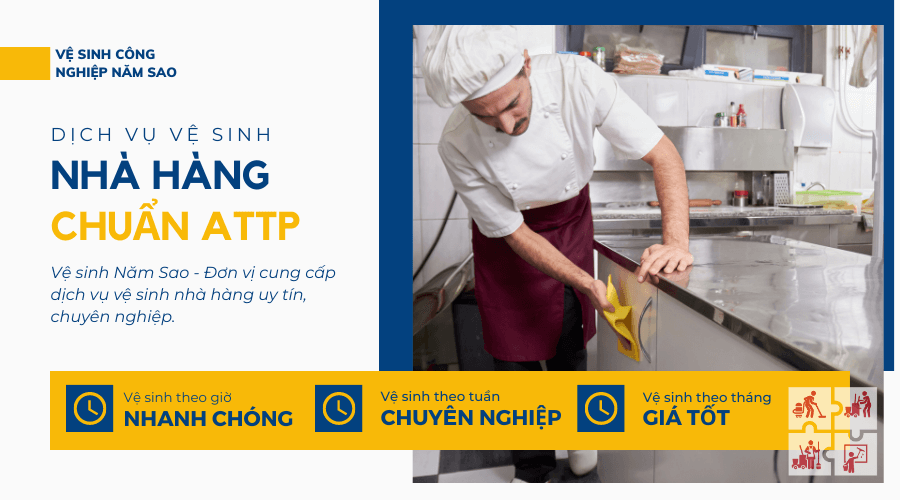 VỆ SINH CÔNG
NGHIỆP NĂM SAO
DỊCH VỤ VỆ SINH
NHÀ HÀNG
CHUẨN ATTP
Vệ sinh Năm Sao - Đơn vị cung cấp
dịch vụ vệ sinh nhà hàng uy tín,
chuyên nghiệp.
Vệ sinh theo giờ
NHANH CHÓNG
Vệ sinh theo tuần
CHUYÊN NGHIỆP
Vệ sinh theo tháng
GIÁ TỐT